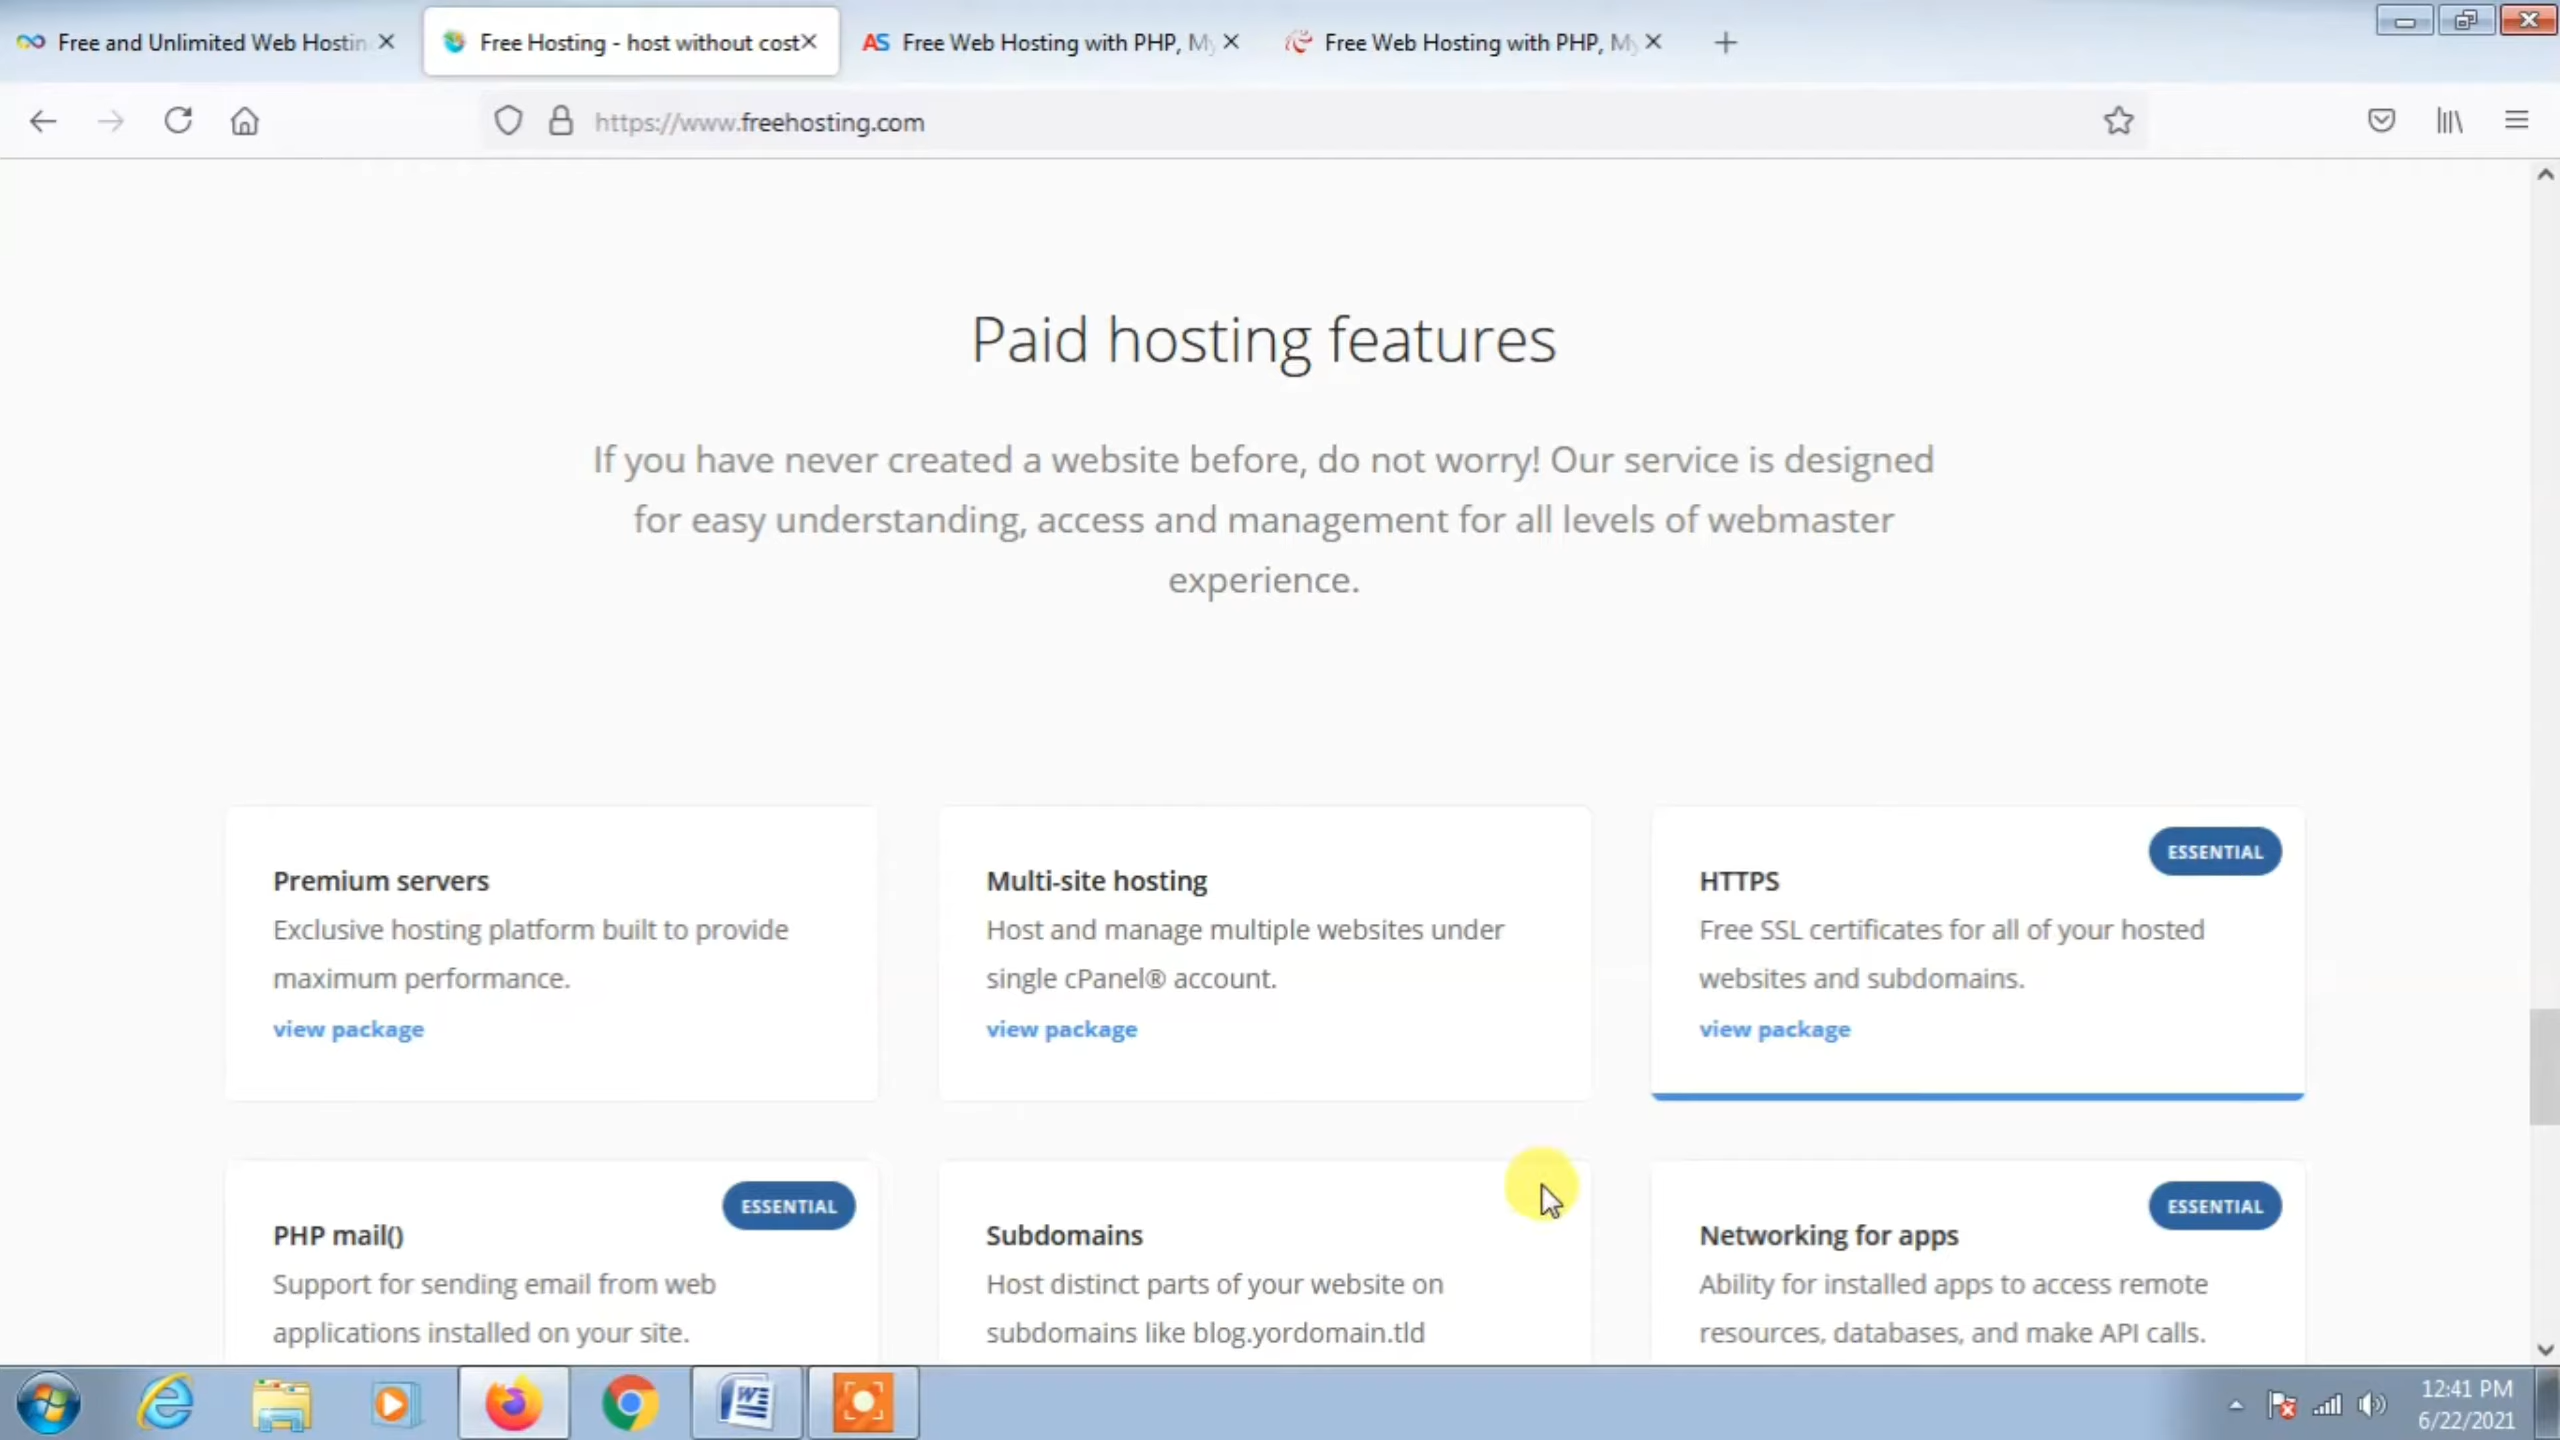 Free and Unlimited Web Hostin
Free Hosting - host without cost
AS Free Web Hosting with PHP, My
Free Web Hosting with PHP, My
https://www.freehosting.com
Paid hosting features
If you have never created a website before, do not worry! Our service is designed
for easy understanding, access and management for all levels of webmaster
experience.
Premium servers
Exclusive hosting platform built to provide
maximum performance.
view package
Multi-site hosting
Host and manage multiple websites under
single cPanel® account.
view package
ESSENTIAL
HTTPS
Free SSL certificates for all of your hosted
websites and subdomains.
view package
ESSENTIAL
PHP mail()
Support for sending email from web
applications installed on your site.
Subdomains
Host distinct parts of your website on
subdomains like blog.yordomain.tld
ESSENTIAL
Networking for apps
Ability for installed apps to access remote
resources, databases, and make API calls.
12:41 PM
6/22/2021